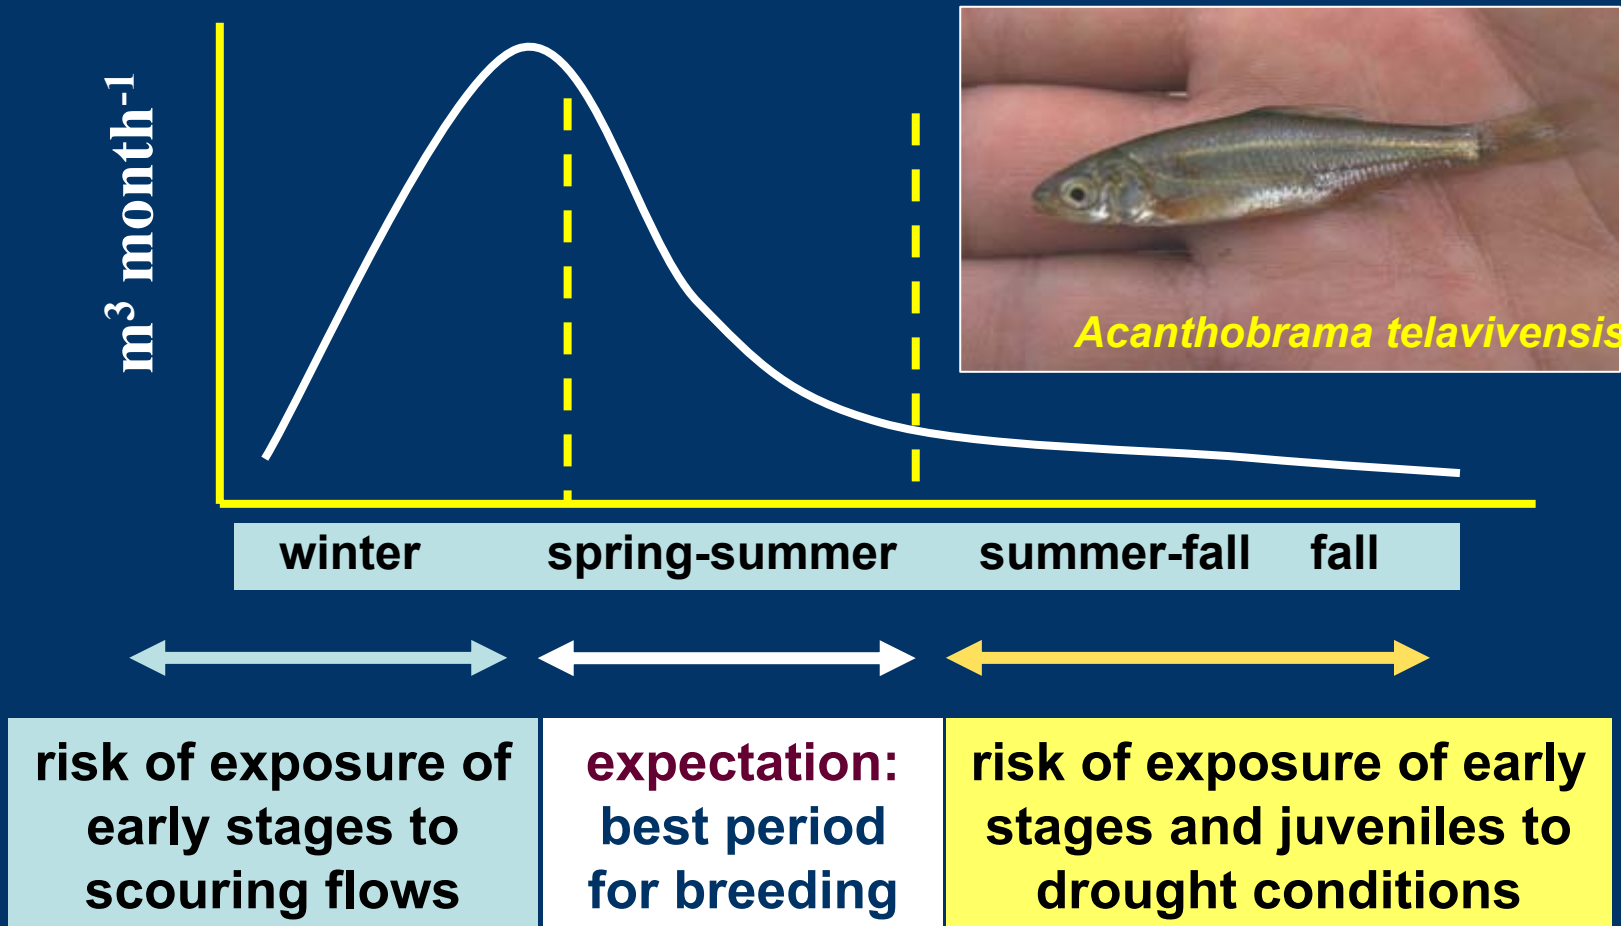 m³ month⁻¹
Acanthobrama telavivensis
winter spring-summer summer-fall fall
risk of exposure of
early stages to
scouring flows
expectation:
best period
for breeding
risk of exposure of early
stages and juveniles to
drought conditions